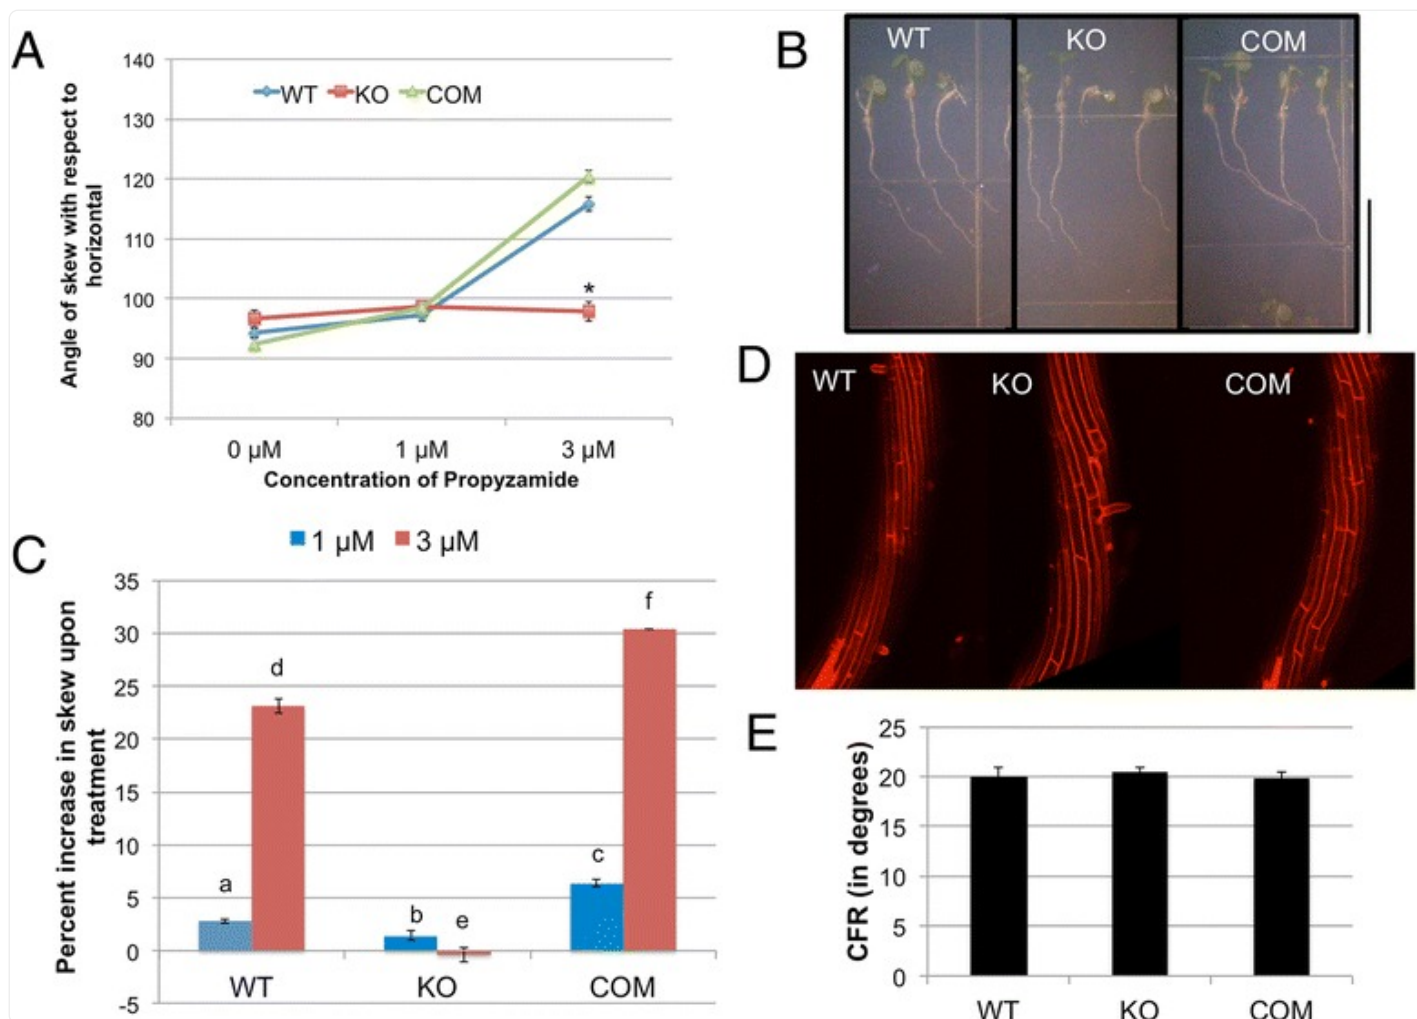 A
Angle of skew with respect to
horizontal
140
130
120
110
100
90
80
WT KO COM
*
0 µM 1 µM 3 µM
Concentration of Propyzamide
B
WT KO COM
C
1 µM 3 µM
Percent increase in skew upon
treatment
35
30
25
20
15
10
5
0
-5
a d b e c f
WT KO COM
D
WT KO COM
E
CFR (in degrees)
25
20
15
10
5
0
WT KO COM